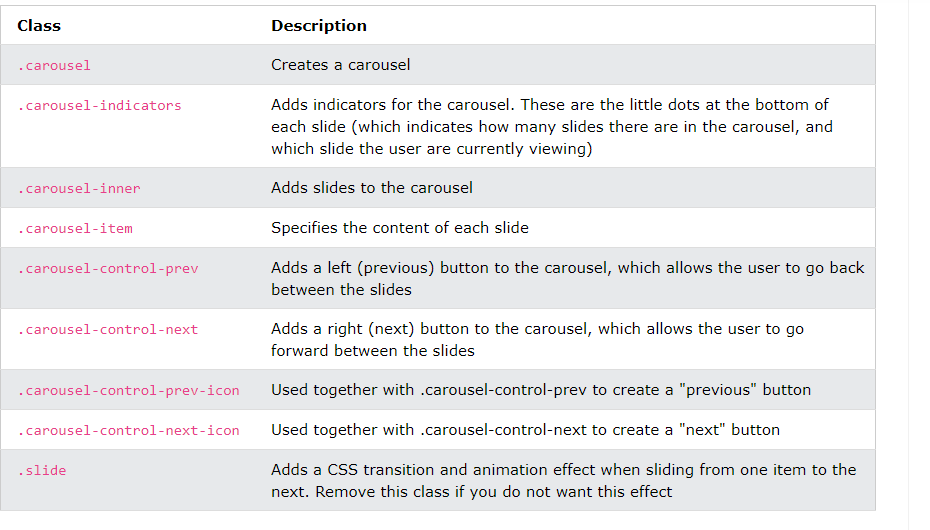 Class Description
.carousel Creates a carousel
.carousel-indicators Adds indicators for the carousel. These are the little dots at the bottom of
each slide (which indicates how many slides there are in the carousel, and
which slide the user are currently viewing)
.carousel-inner Adds slides to the carousel
.carousel-item Specifies the content of each slide
.carousel-control-prev Adds a left (previous) button to the carousel, which allows the user to go back
between the slides
.carousel-control-next Adds a right (next) button to the carousel, which allows the user to go
forward between the slides
.carousel-control-prev-icon Used together with .carousel-control-prev to create a "previous" button
.carousel-control-next-icon Used together with .carousel-control-next to create a "next" button
.slide Adds a CSS transition and animation effect when sliding from one item to the
next. Remove this class if you do not want this effect